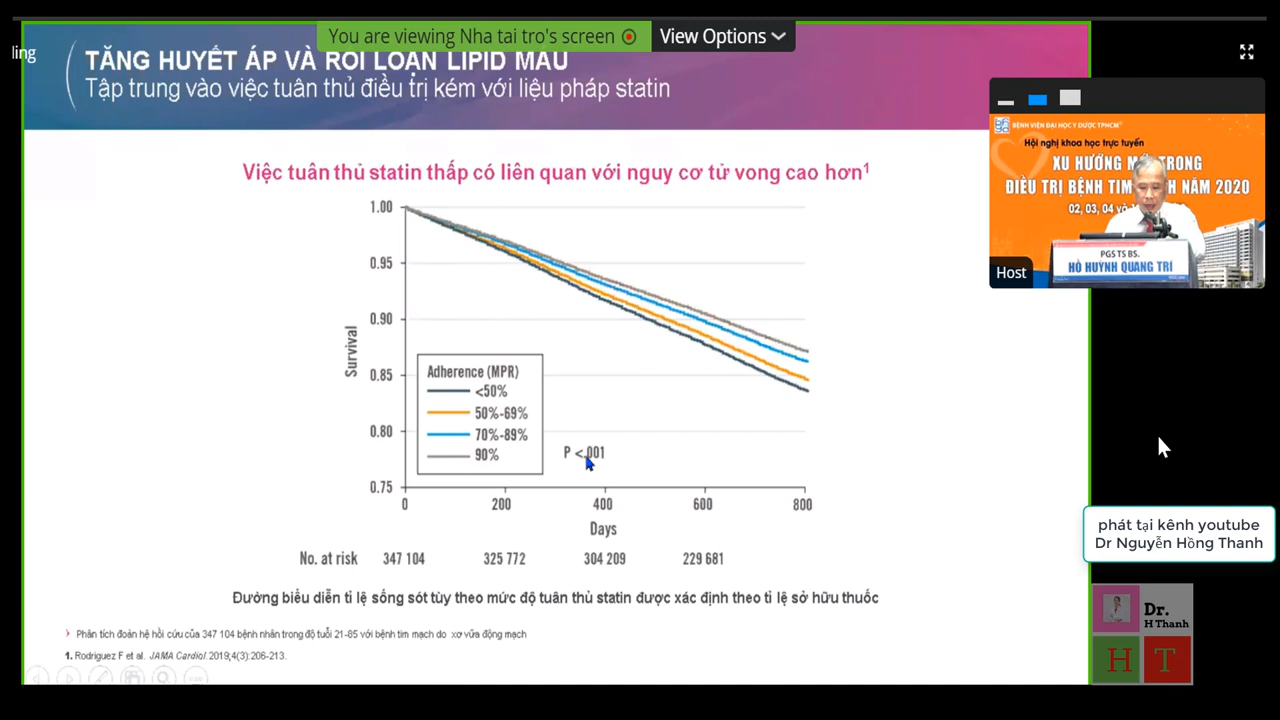 You are viewing Nha tai tro's screen
View Options
ling
TĂNG HUYẾT ÁP VÀ RỐI LOẠN LIPID MÁU
Tập trung vào việc tuân thủ điều trị kém với liệu pháp statin
BỆNH VIỆN ĐẠI HỌC Y DƯỢC TPHCM
Hội nghị khoa học trực tuyến
XU HƯỚNG TRONG
ĐIỀU TRỊ BỆNH TIM NĂM 2020
02, 03, 04
PGS TS BS.
HỒ HUỲNH QUANG TRÍ
Host
Việc tuân thủ statin thấp có liên quan với nguy cơ tử vong cao hơn¹
1.00
0.95
0.90
0.85
0.80
0.75
Survival
Adherence (MPR)
<50%
50%-69%
70%-89%
90%
P <.001
0 200 400 600 800
Days
No. at risk 347 104 325 772 304 209 229 681
Đường biểu diễn tỉ lệ sống sót tùy theo mức độ tuân thủ statin được xác định theo tỉ lệ sở hữu thuốc
Phân tích đoàn hệ hồi cứu của 347 104 bệnh nhân trong độ tuổi 21-85 với bệnh tim mạch do xơ vữa động mạch
1. Rodriguez F et al. JAMA Cardiol. 2019;4(3):206-213.
phát tại kênh youtube
Dr Nguyễn Hồng Thanh
Dr.
H Thanh
H T